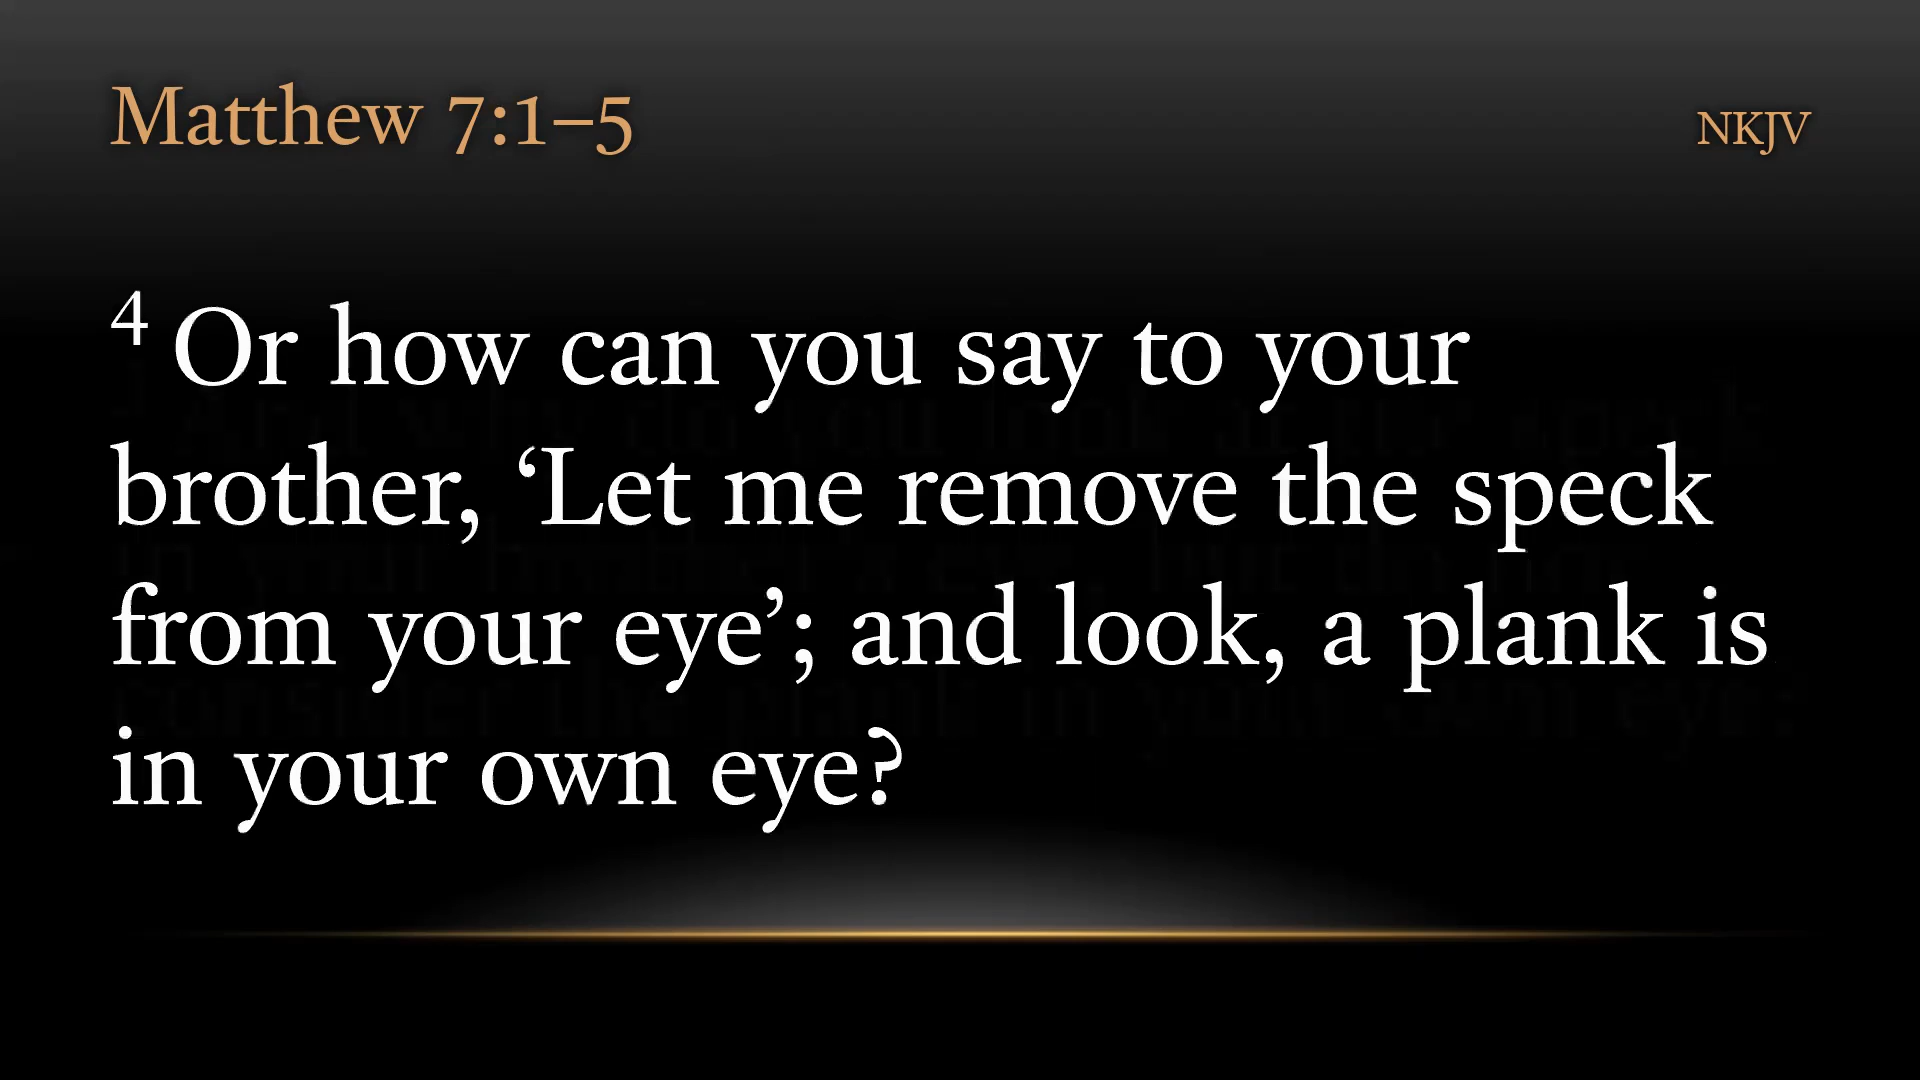 Matthew 7:1–5
NKJV
4 Or how can you say to your
brother, ‘Let me remove the speck
from your eye’; and look, a plank is
in your own eye?